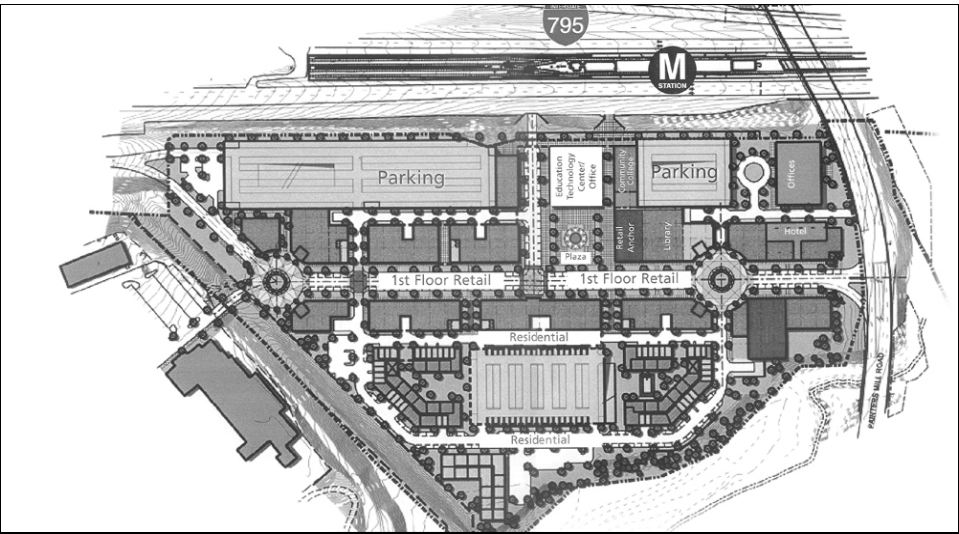 795
M
STATION
Parking
Education
Technology
Center/
Office
Community
College
Parking
Offices
Plaza
Retail
Anchor
Library
Hotel
1st Floor Retail
1st Floor Retail
Residential
Residential
PAINTERS MILL ROAD